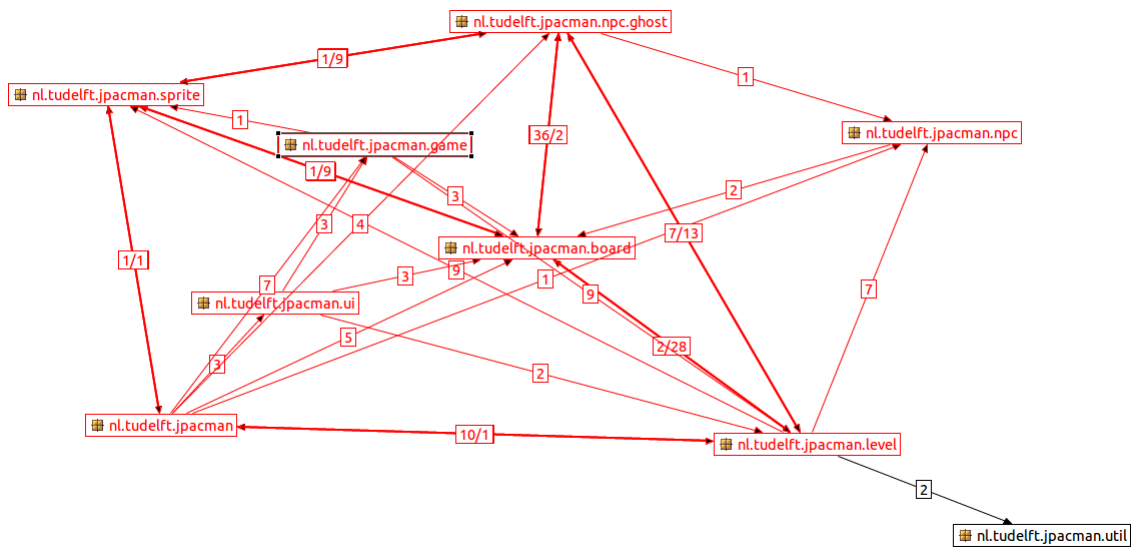 nl.tudelft.jpacman.npc.ghost
1/9
1
nl.tudelft.jpacman.sprite
1
36/2
nl.tudelft.jpacman.npc
nl.tudelft.jpacman.game
1/9
3
2
3
4
7/13
nl.tudelft.jpacman.board
1/1
3
9
1
7
9
7
nl.tudelft.jpacman.ui
5
2/28
3
2
nl.tudelft.jpacman
10/1
nl.tudelft.jpacman.level
2
nl.tudelft.jpacman.util